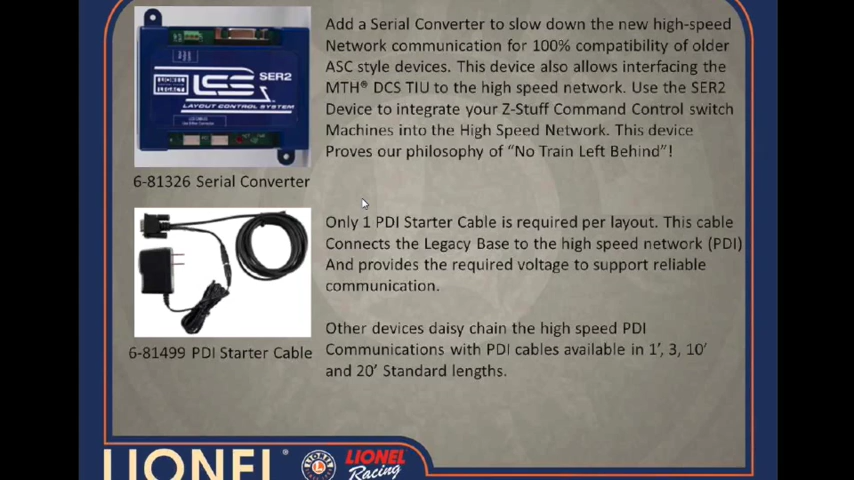 Add a Serial Converter to slow down the new high-speed
Network communication for 100% compatibility of older
ASC style devices. This device also allows interfacing the
MTH® DCS TIU to the high speed network. Use the SER2
Device to integrate your Z-Stuff Command Control switch
Machines into the High Speed Network. This device
Proves our philosophy of “No Train Left Behind”!
SER2
LAYOUT CONTROL SYSTEM
6-81326 Serial Converter
Only 1 PDI Starter Cable is required per layout. This cable
Connects the Legacy Base to the high speed network (PDI)
And provides the required voltage to support reliable
communication.
Other devices daisy chain the high speed PDI
Communications with PDI cables available in 1’, 3, 10’
and 20’ Standard lengths.
6-81499 PDI Starter Cable
LIONEL®
LIONEL
Racing